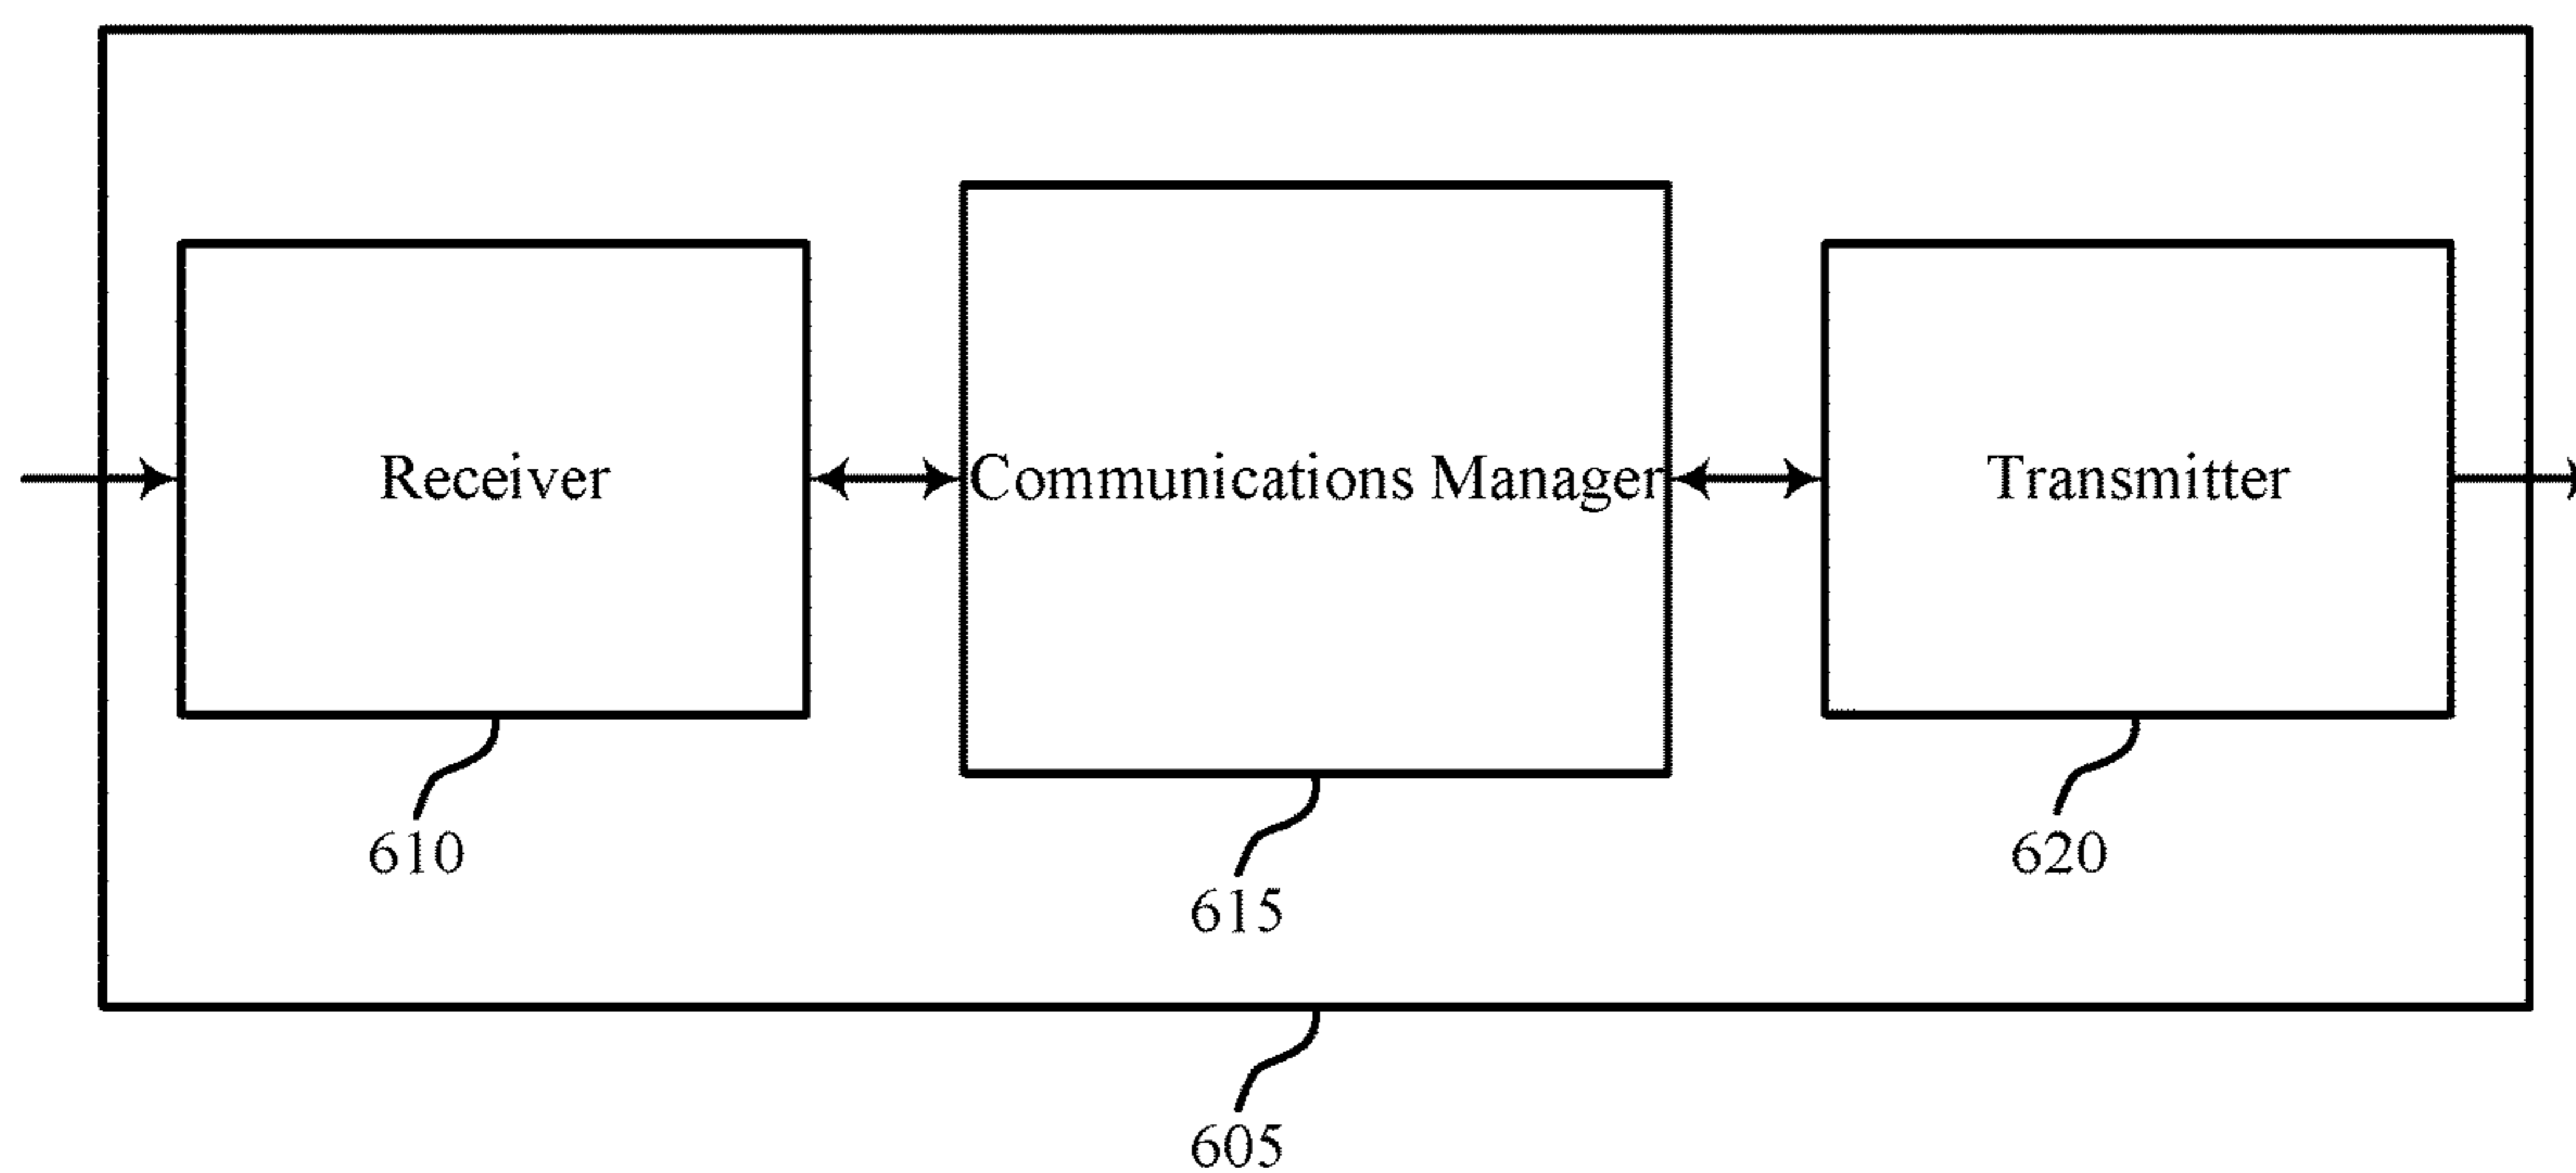 Receiver
Communications Manager
Transmitter
610
615
620
605